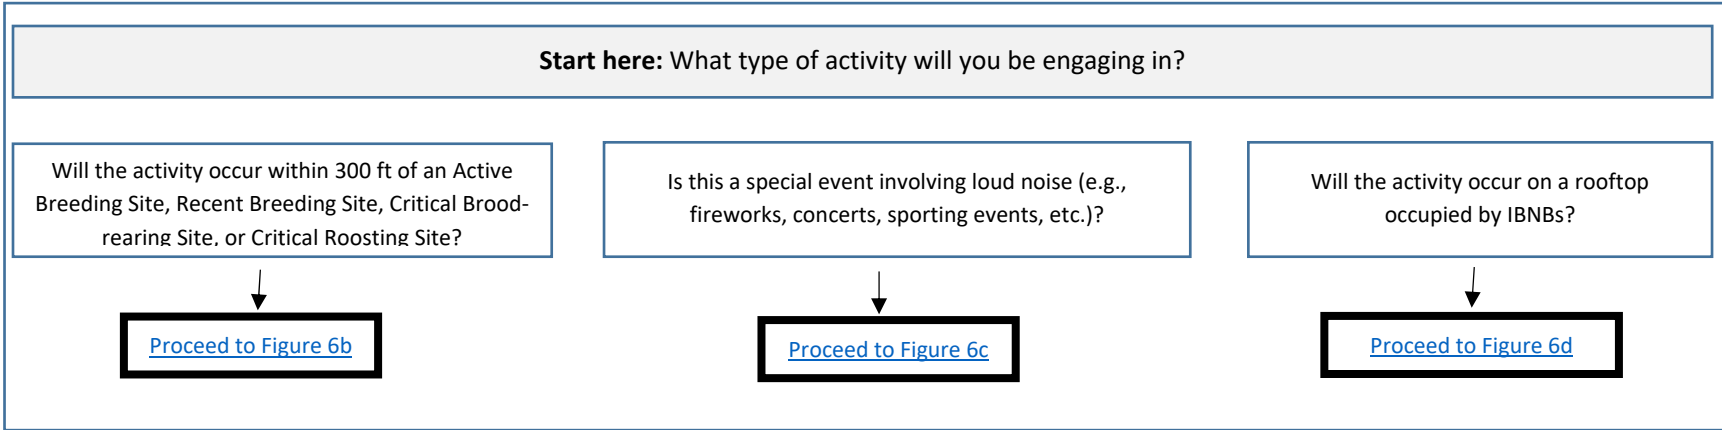 Start here: What type of activity will you be engaging in?
Will the activity occur within 300 ft of an Active
Breeding Site, Recent Breeding Site, Critical Brood-
rearing Site, or Critical Roosting Site?
Proceed to Figure 6b
Is this a special event involving loud noise (e.g.,
fireworks, concerts, sporting events, etc.)?
Proceed to Figure 6c
Will the activity occur on a rooftop
occupied by IBNBs?
Proceed to Figure 6d